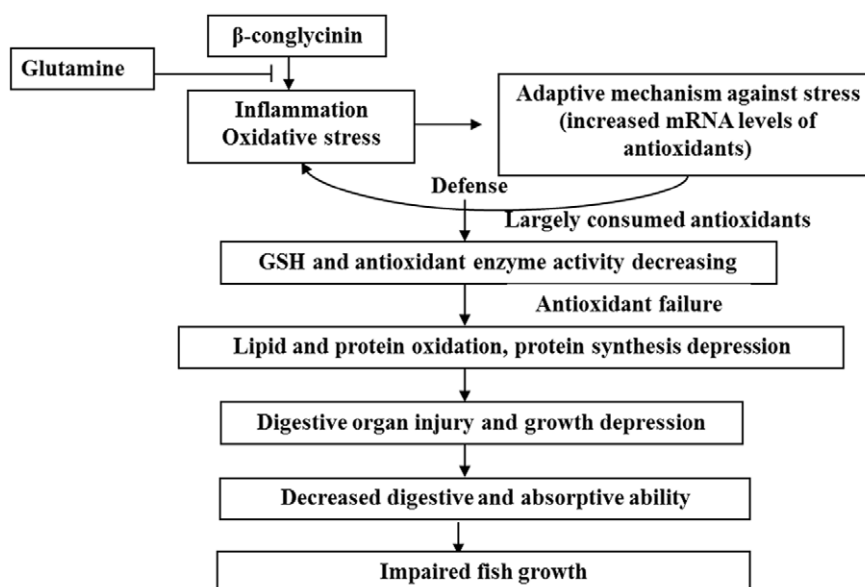 β-conglycinin
Glutamine
Inflammation
Oxidative stress
Adaptive mechanism against stress
(increased mRNA levels of
antioxidants)
Defense
Largely consumed antioxidants
GSH and antioxidant enzyme activity decreasing
Antioxidant failure
Lipid and protein oxidation, protein synthesis depression
Digestive organ injury and growth depression
Decreased digestive and absorptive ability
Impaired fish growth